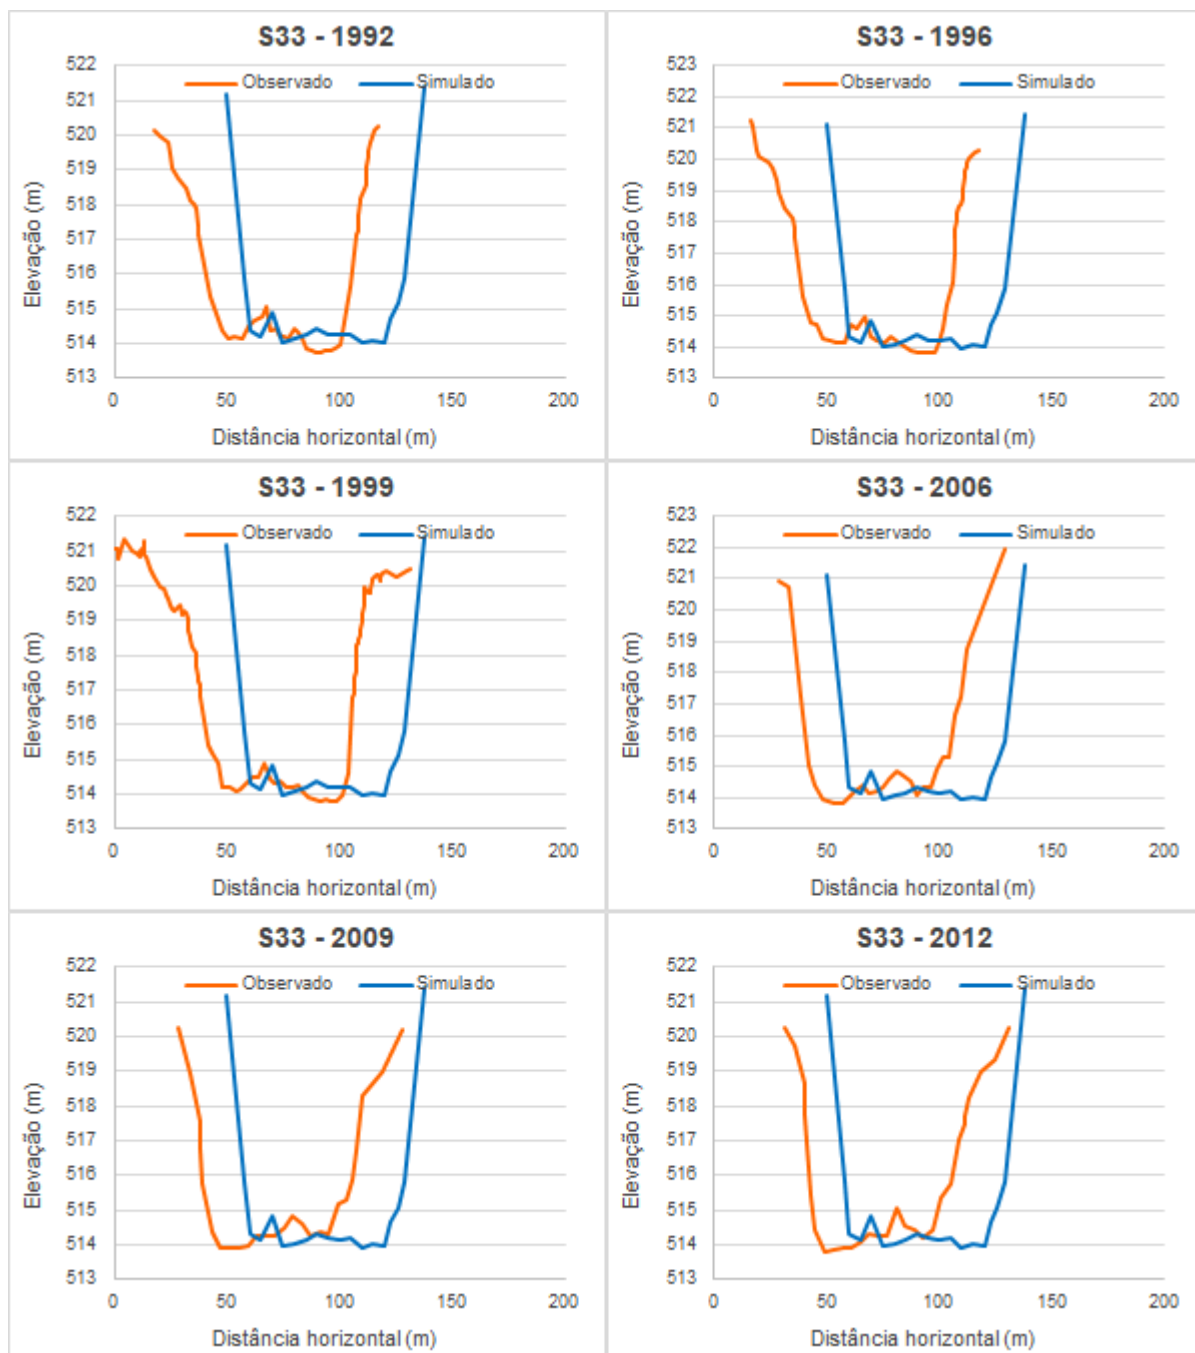 S33 - 1992
522
521
520
519
518
517
516
515
514
513
Elevação (m)
Observado Simulado
0 50 100 150 200
Distância horizontal (m)
S33 - 1996
523
522
521
520
519
518
517
516
515
514
513
Elevação (m)
Observado Simulado
0 50 100 150 200
Distância horizontal (m)
S33 - 1999
522
521
520
519
518
517
516
515
514
513
Elevação (m)
Observado Simulado
0 50 100 150 200
Distância horizontal (m)
S33 - 2006
523
522
521
520
519
518
517
516
515
514
513
Elevação (m)
Observado Simulado
0 50 100 150 200
Distância horizontal (m)
S33 - 2009
522
521
520
519
518
517
516
515
514
513
Elevação (m)
Observado Simulado
0 50 100 150 200
Distância horizontal (m)
S33 - 2012
522
521
520
519
518
517
516
515
514
513
Elevação (m)
Observado Simulado
0 50 100 150 200
Distância horizontal (m)